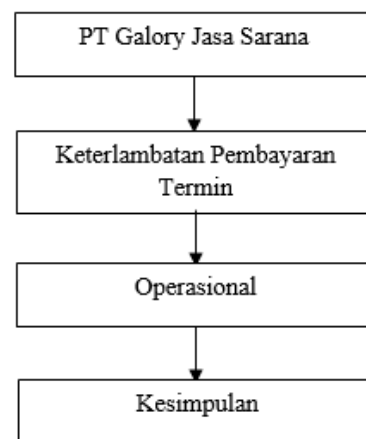 PT Galory Jasa Sarana
Keterlambatan Pembayaran
Termin
Operasional
Kesimpulan